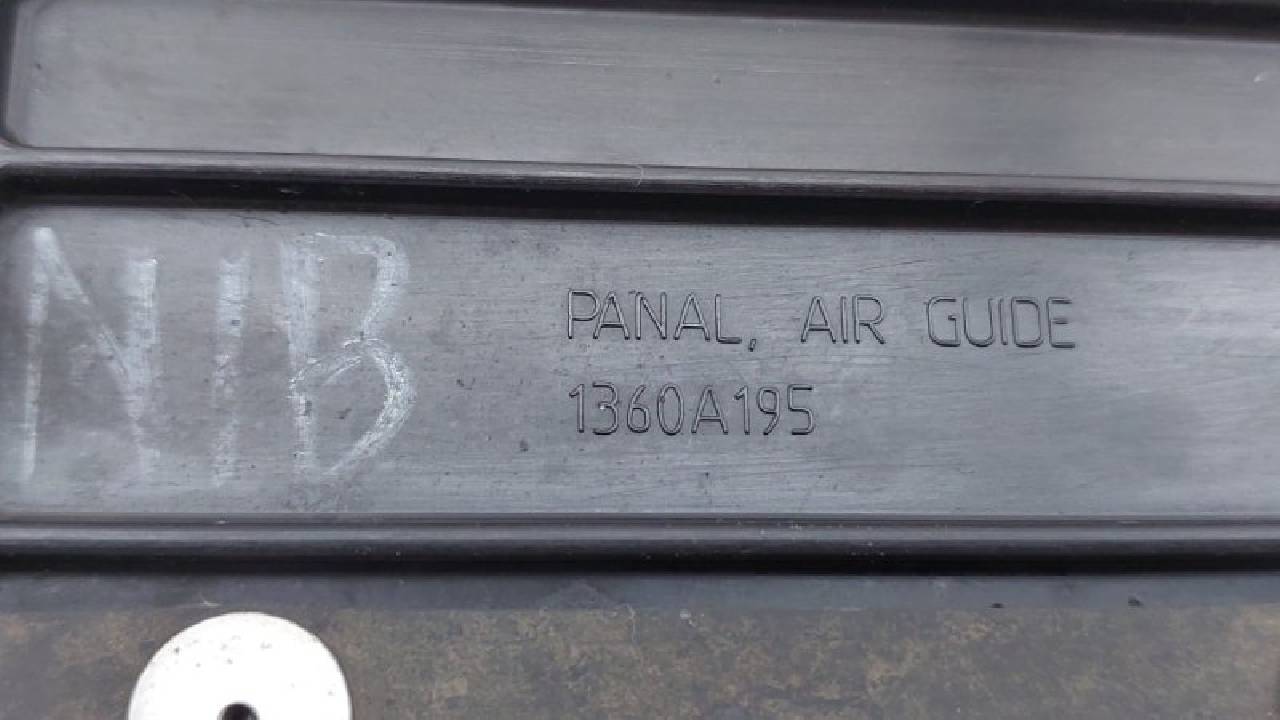 NIB
PANAL, AIR GUIDE
1360A195